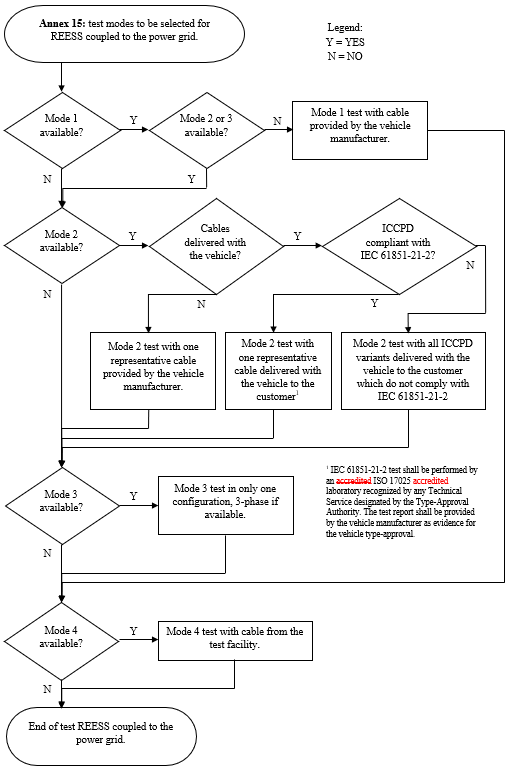 Annex 15: test modes to be selected for
REESS coupled to the power grid.
Legend:
Y = YES
N = NO
Mode 1
available?
Y
Mode 2 or 3
available?
N
Mode 1 test with cable
provided by the vehicle
manufacturer.
N
Y
Mode 2
available?
Y
Cables
delivered with
the vehicle?
Y
ICCPD
compliant with
IEC 61851-21-2?
N
N
N
Y
Mode 2 test with one
representative cable
provided by the vehicle
manufacturer.
Mode 2 test with
one representative
cable delivered with
the vehicle to the
customer¹
Mode 2 test with all ICCPD
variants delivered with the
vehicle to the customer
which do not comply with
IEC 61851-21-2
Mode 3
available?
Y
Mode 3 test in only one
configuration, 3-phase if
available.
¹ IEC 61851-21-2 test shall be performed by
an accredited ISO 17025 accredited
laboratory recognized by any Technical
Service designated by the Type-Approval
Authority. The test report shall be provided
by the vehicle manufacturer as evidence for
the vehicle type-approval.
N
Mode 4
available?
Y
Mode 4 test with cable from the
test facility.
N
End of test REESS coupled to the
power grid.